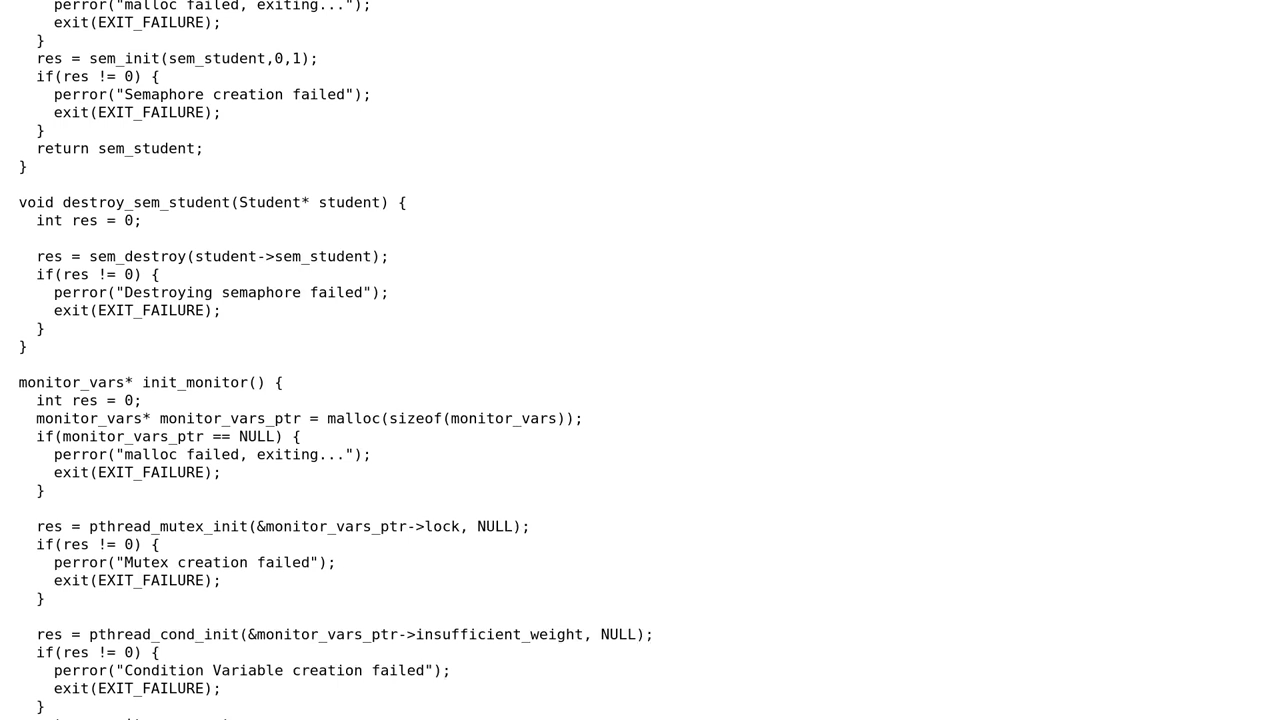 perror("malloc failed, exiting...");
    exit(EXIT_FAILURE);
  }
  res = sem_init(sem_student,0,1);
  if(res != 0) {
    perror("Semaphore creation failed");
    exit(EXIT_FAILURE);
  }
  return sem_student;
}

void destroy_sem_student(Student* student) {
  int res = 0;

  res = sem_destroy(student->sem_student);
  if(res != 0) {
    perror("Destroying semaphore failed");
    exit(EXIT_FAILURE);
  }
}

monitor_vars* init_monitor() {
  int res = 0;
  monitor_vars* monitor_vars_ptr = malloc(sizeof(monitor_vars));
  if(monitor_vars_ptr == NULL) {
    perror("malloc failed, exiting...");
    exit(EXIT_FAILURE);
  }

  res = pthread_mutex_init(&monitor_vars_ptr->lock, NULL);
  if(res != 0) {
    perror("Mutex creation failed");
    exit(EXIT_FAILURE);
  }

  res = pthread_cond_init(&monitor_vars_ptr->insufficient_weight, NULL);
  if(res != 0) {
    perror("Condition Variable creation failed");
    exit(EXIT_FAILURE);
  }